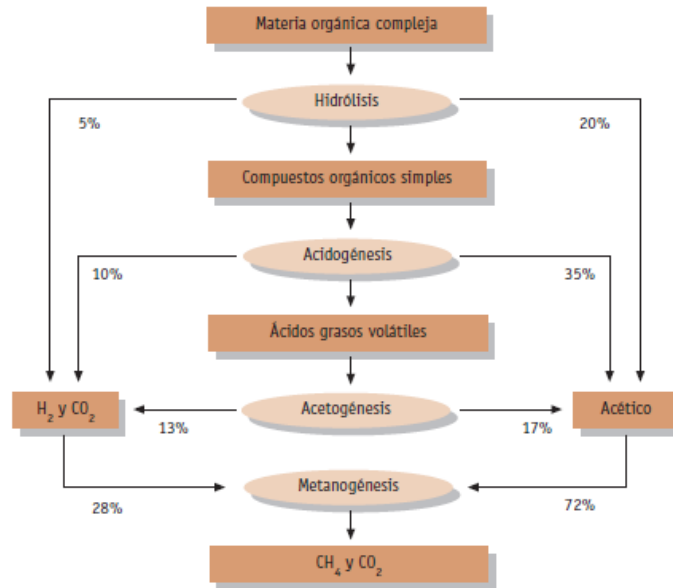 Materia orgánica compleja
Hidrólisis
5%
20%
Compuestos orgánicos simples
Acidogénesis
10%
35%
Ácidos grasos volátiles
H2 y CO2
Acetogénesis
Acético
13%
17%
Metanogénesis
28%
72%
CH4 y CO2